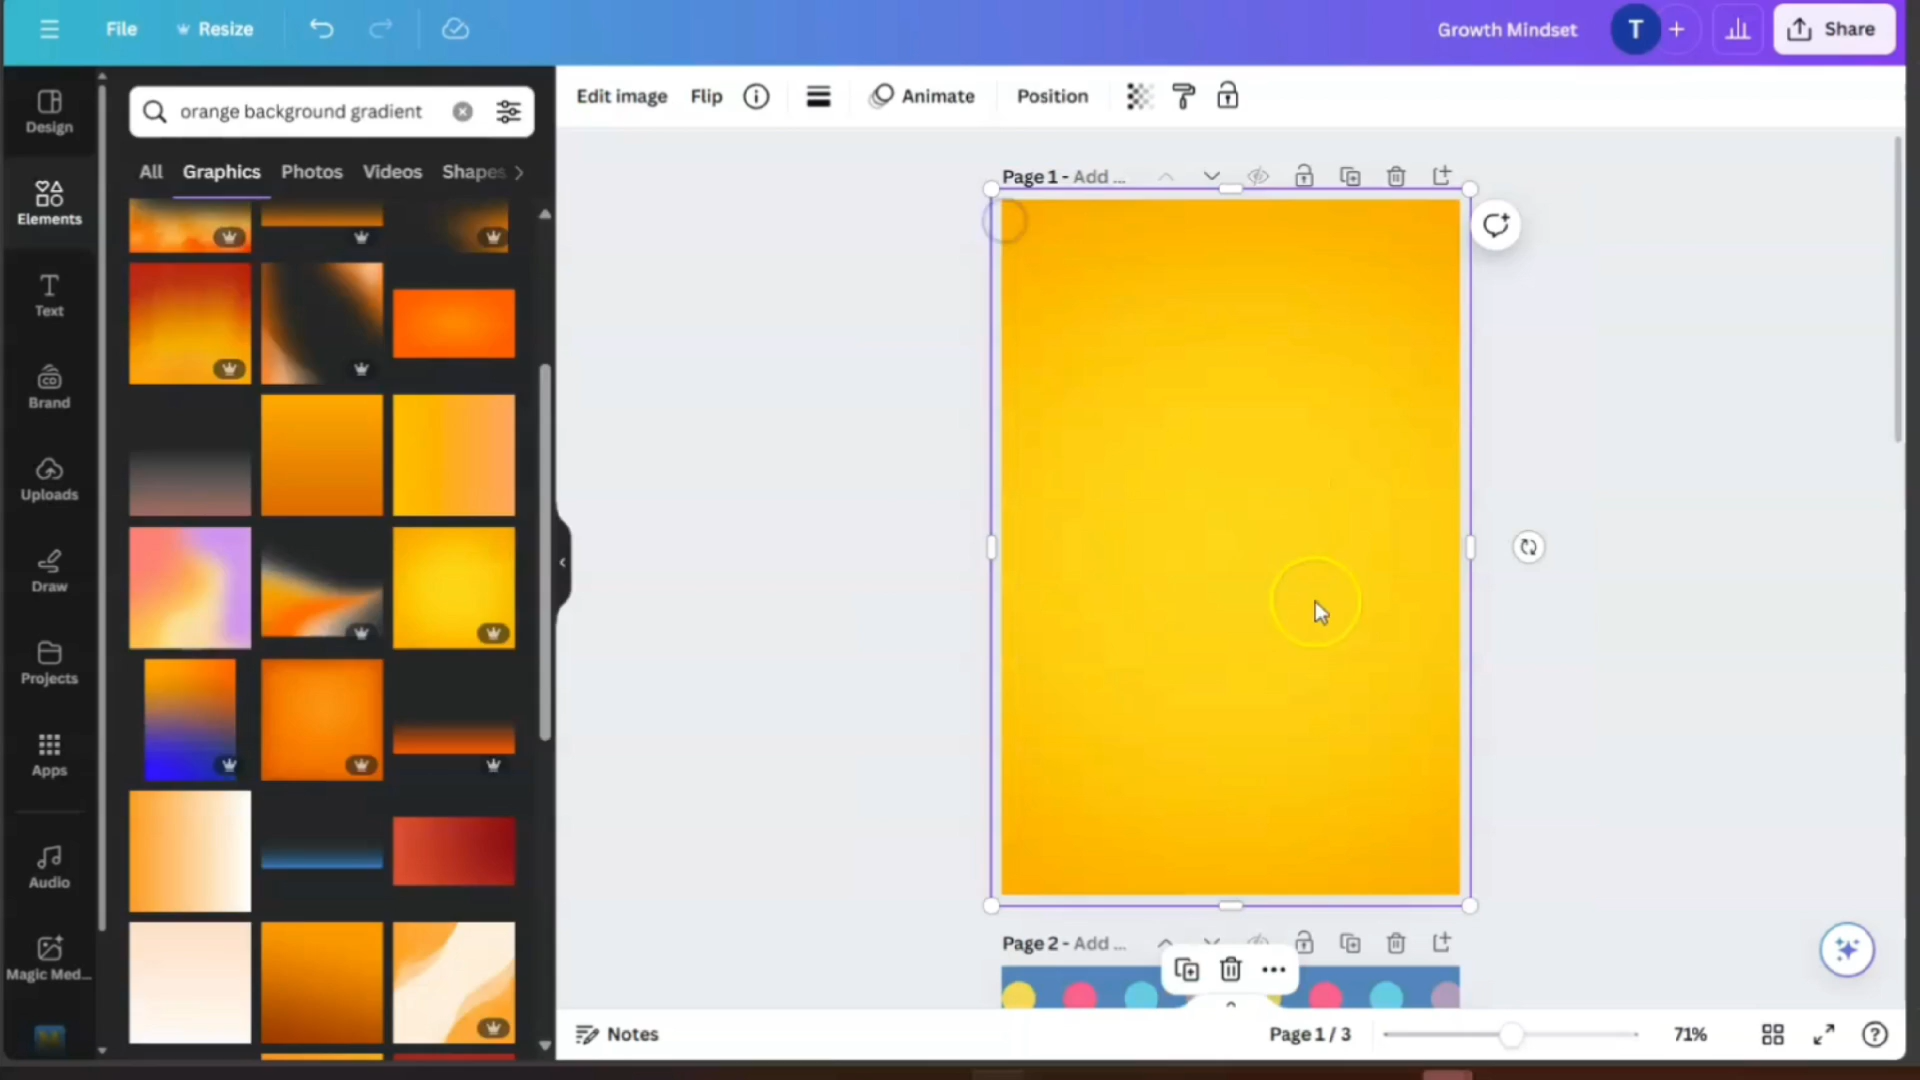 File
Resize
Growth Mindset
T
Share
Design
Elements
Text
Brand
Uploads
Draw
Projects
Apps
Audio
Magic Med...
orange background gradient
All Graphics Photos Videos Shapes
Edit image Flip Animate Position
Page 1 - Add ...
Page 2 - Add ...
Notes
Page 1 / 3
71%